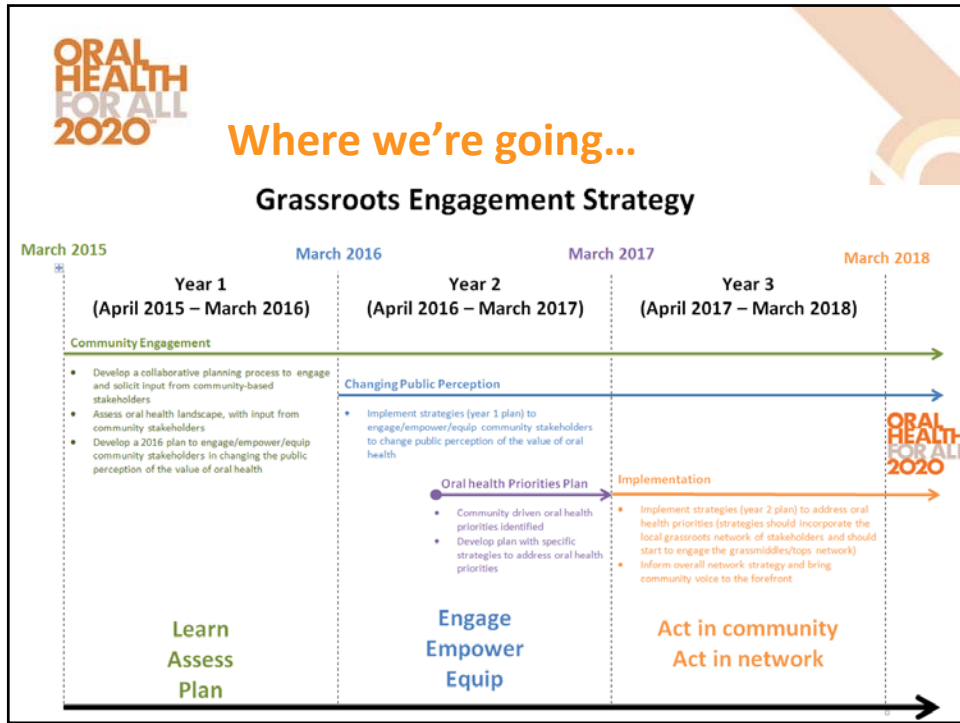 ORAL
HEALTH
FOR ALL
2020
Where we're going…
Grassroots Engagement Strategy
March 2015
March 2016
March 2017
March 2018
Year 1
(April 2015 – March 2016)
Year 2
(April 2016 – March 2017)
Year 3
(April 2017 – March 2018)
Community Engagement
• Develop a collaborative planning process to engage
and solicit input from community-based
stakeholders
• Assess oral health landscape, with input from
community stakeholders
• Develop a 2016 plan to engage/empower/equip
community stakeholders in changing the public
perception of the value of oral health
Changing Public Perception
• Implement strategies (year 1 plan) to
engage/empower/equip community stakeholders
to change public perception of the value of oral
health
ORAL
HEALTH
FOR ALL
2020
Oral health Priorities Plan
• Community driven oral health
priorities identified
• Develop plan with specific
strategies to address oral health
priorities
Implementation
• Implement strategies (year 2 plan) to address oral
health priorities (strategies should incorporate the
local grassroots network of stakeholders and should
start to engage the grassmiddles/tops network)
• Inform overall network strategy and bring
community voice to the forefront
Learn
Assess
Plan
Engage
Empower
Equip
Act in community
Act in network